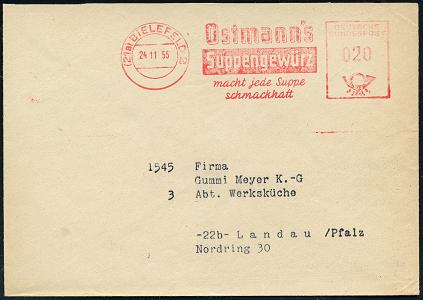 (21a) BIELEFELD 2
24 11 55
Ostmann's
Suppengewürz
macht jede Suppe
schmackhaft
DEUTSCHE
BUNDESPOST
020
1545 Firma
Gummi Meyer K.-G
3 Abt. Werksküche
-22b- Landau /Pfalz
Nordring 30